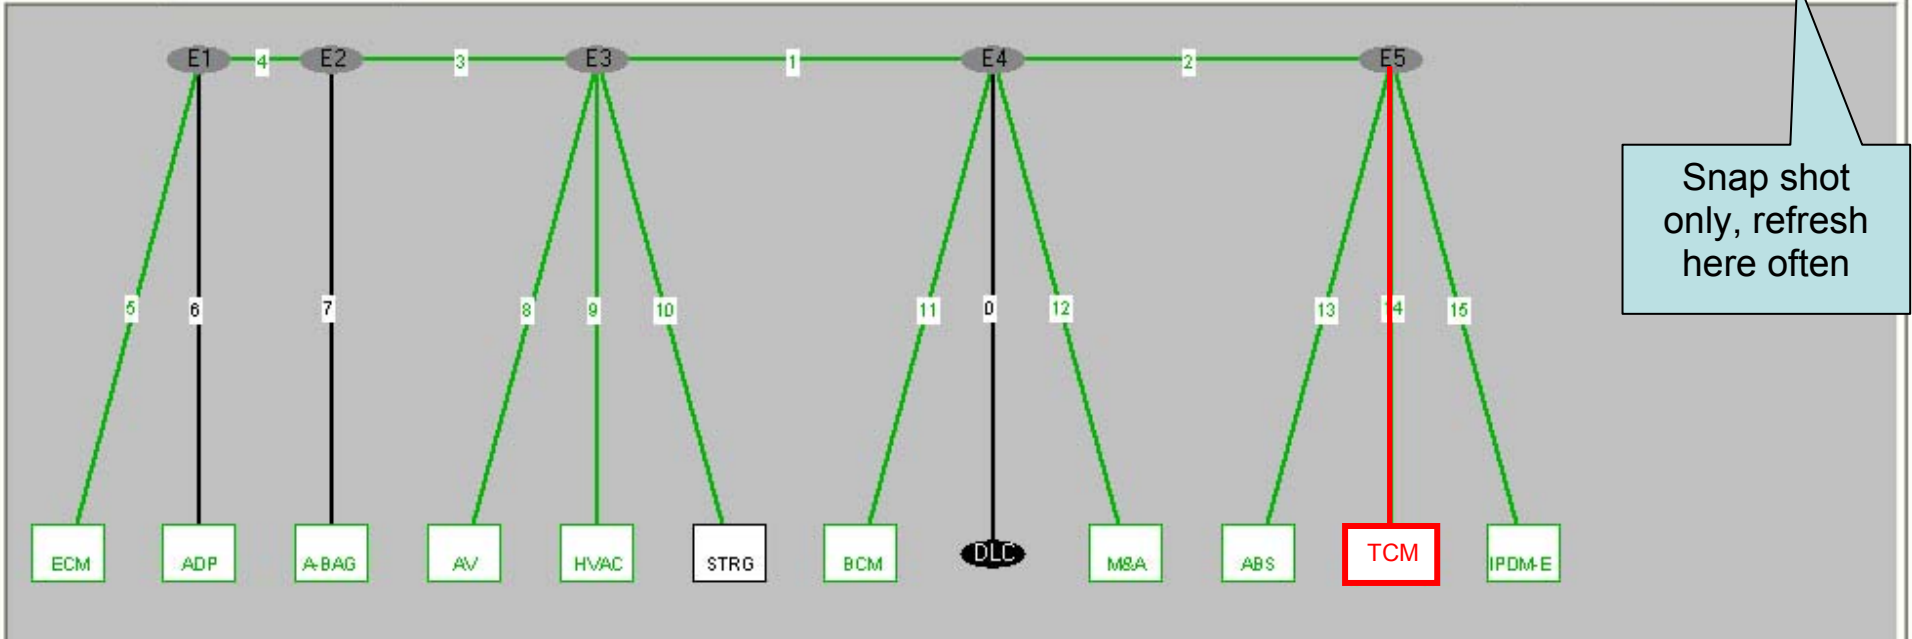 E1 4 E2 3 E3 1 E4 2 E5
Snap shot
only, refresh
here often
5 6 7 8 9 10 11 0 12 13 14 15
ECM ADP A-BAG AV HVAC STRG BCM DLC M&A ABS TCM IPDM-E